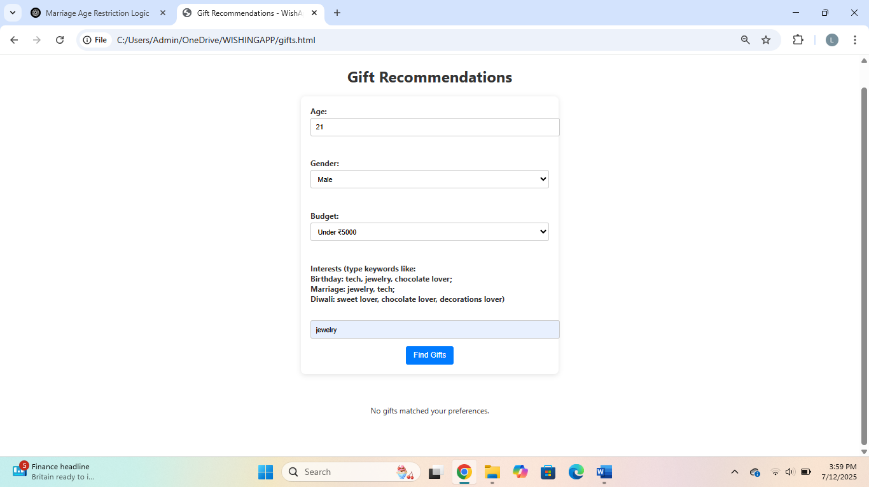 Marriage Age Restriction Logic
Gift Recommendations - WishA
File
C:/Users/Admin/OneDrive/WISHINGAPP/gifts.html
L
Gift Recommendations
Age:
21
Gender:
Male
Budget:
Under ₹5000
Interests (type keywords like:
Birthday: tech, jewelry, chocolate lover;
Marriage: jewelry, tech;
Diwali: sweet lover, chocolate lover, decorations lover)
jewelry
Find Gifts
No gifts matched your preferences.
5
Finance headline
Britain ready to i...
Search
3:59 PM
7/12/2025